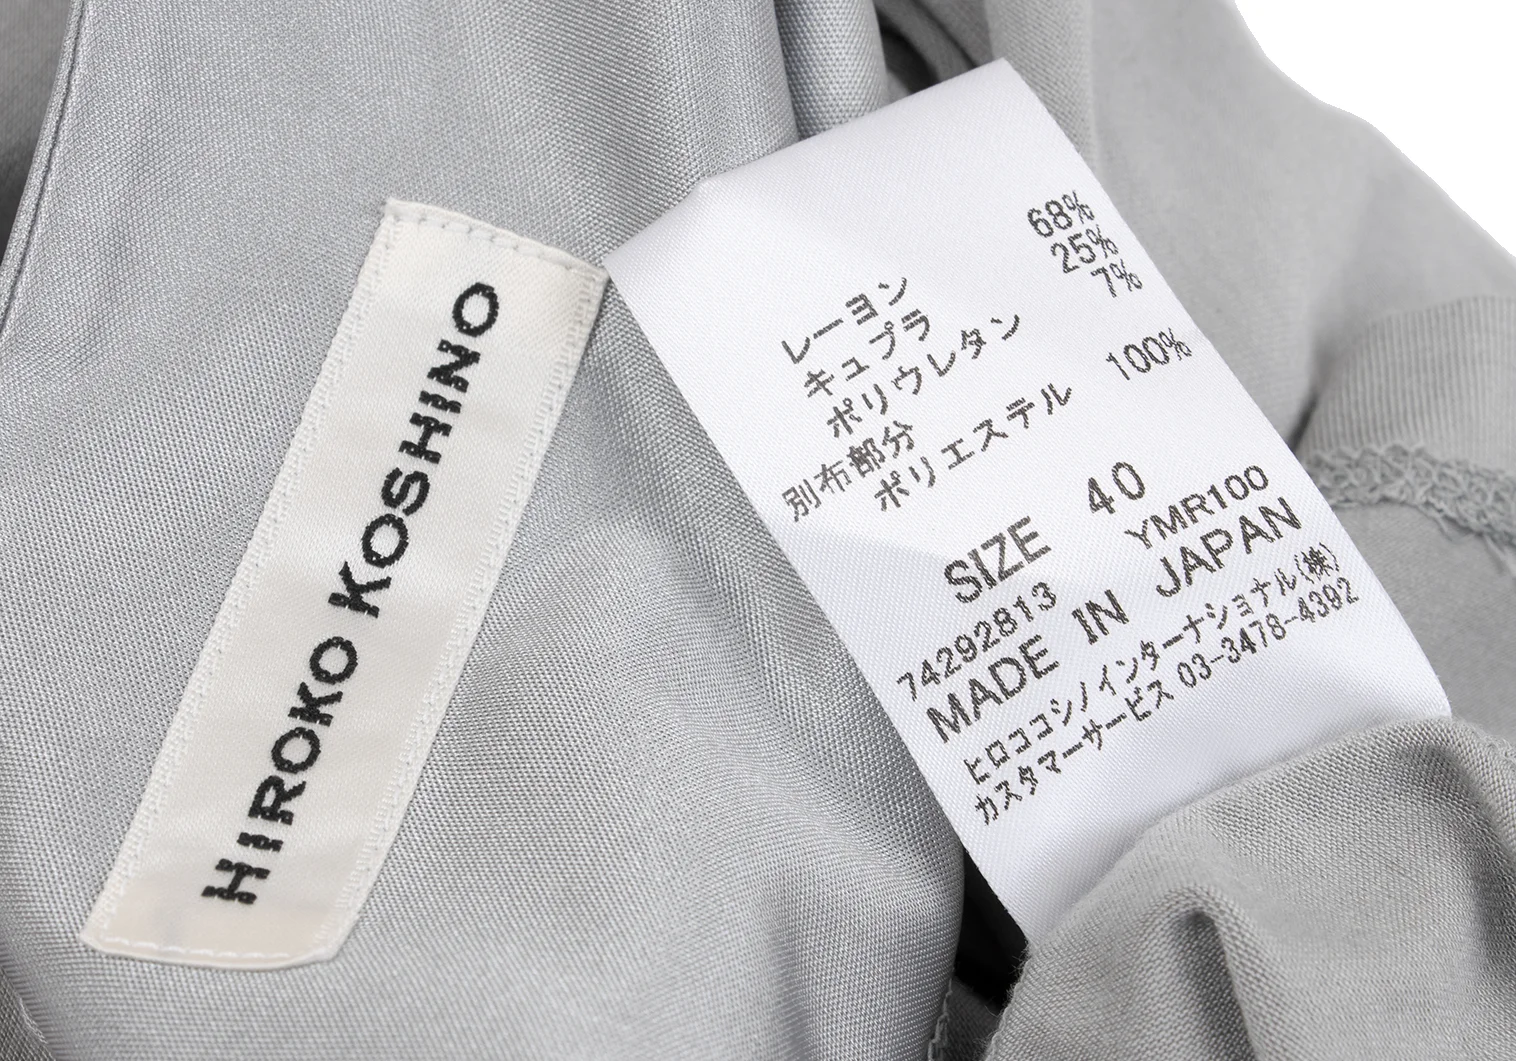 HIROKO KOSHINO
レーヨン 68%
キュプラ 25%
ポリウレタン 7%
別布部分
ポリエステル 100%
SIZE 40
74292813 YMR100
MADE IN JAPAN
ヒロココシノインターナショナル(株)
カスタマーサービス 03-3478-4392